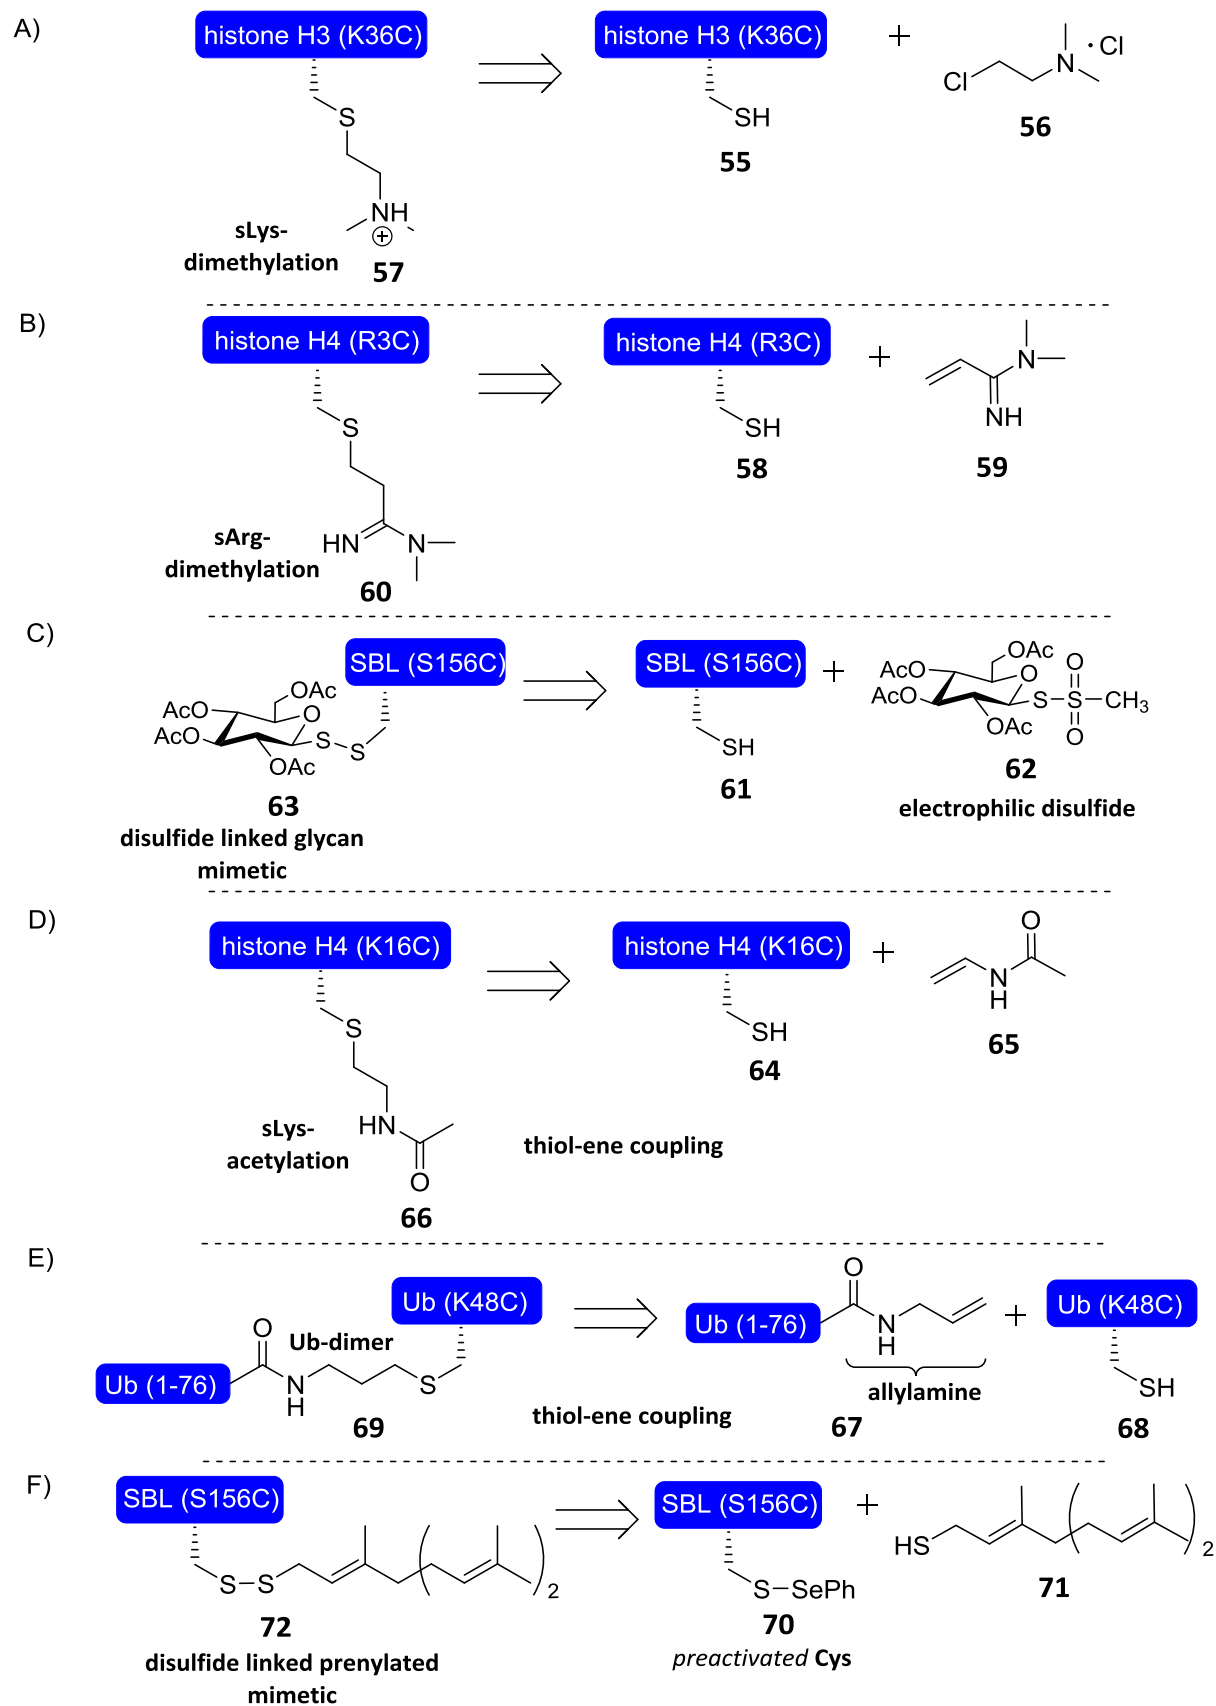 A)
histone H3 (K36C)
histone H3 (K36C)
+
Cl
N
·Cl
56
S
SH
55
NH
⊕
sLys-
dimethylation
57
B)
histone H4 (R3C)
histone H4 (R3C)
+
N
NH
59
S
SH
58
HN
N
sArg-
dimethylation
60
C)
SBL (S156C)
SBL (S156C)
+
OAc
AcO
O
AcO
OAc
S
S
O
O
CH3
62
electrophilic disulfide
OAc
AcO
O
AcO
OAc
S
S
63
disulfide linked glycan
mimetic
SH
61
D)
histone H4 (K16C)
histone H4 (K16C)
+
O
N
H
65
S
SH
64
HN
O
sLys-
acetylation
66
thiol-ene coupling
E)
Ub (K48C)
O
Ub (1-76)
N
H
+
Ub (K48C)
O
Ub-dimer
Ub (1-76)
N
H
S
69
thiol-ene coupling
allylamine
67
SH
68
F)
SBL (S156C)
SBL (S156C)
+
HS
2
71
S
S
2
72
disulfide linked prenylated
mimetic
S
SePh
70
preactivated Cys